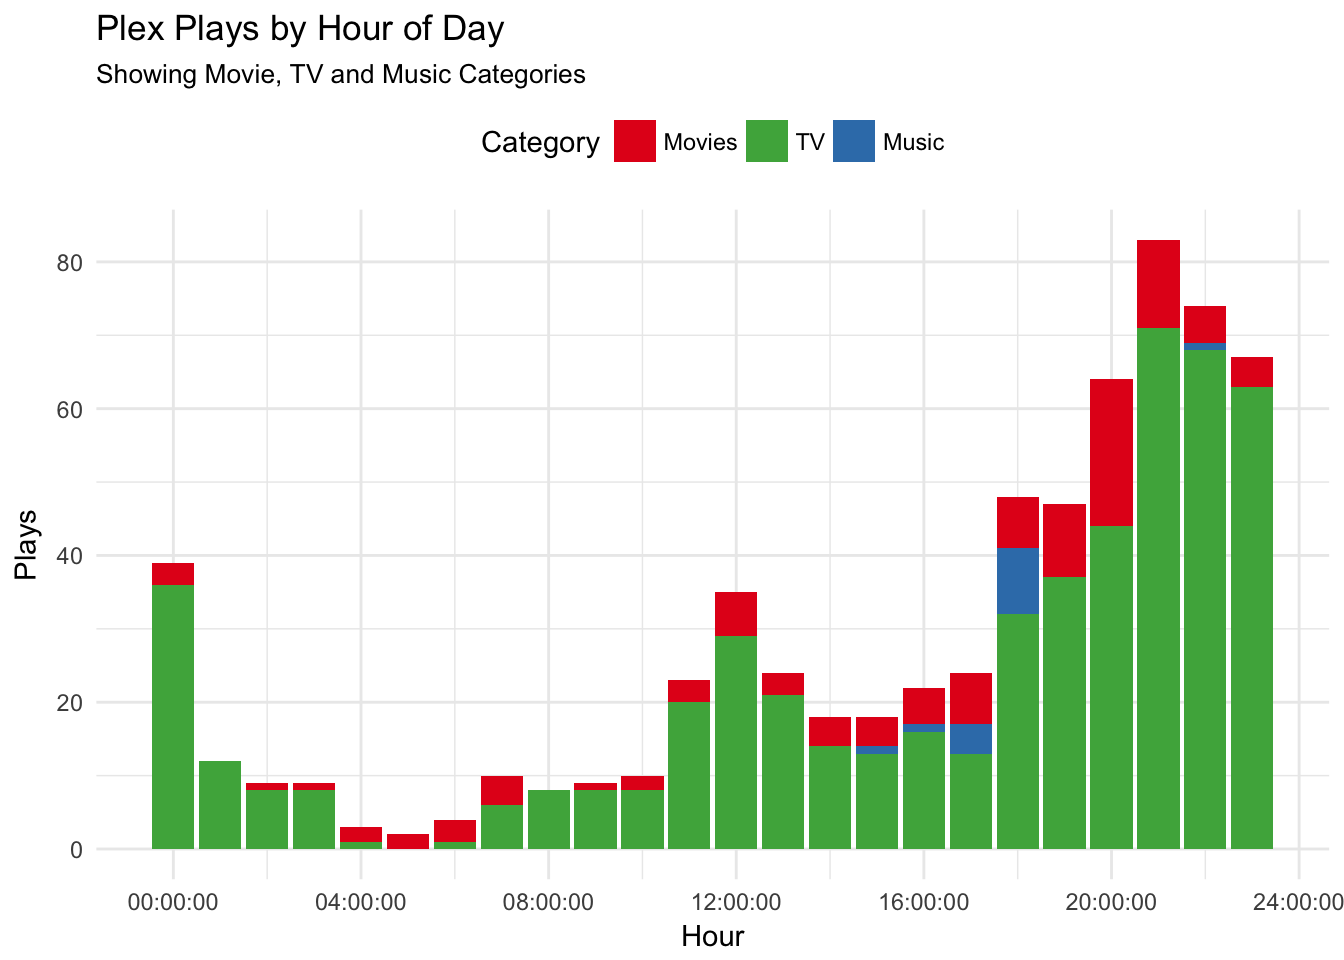 Plex Plays by Hour of Day
Showing Movie, TV and Music Categories
Category Movies TV Music
80
60
40
20
0
Plays
00:00:00 04:00:00 08:00:00 12:00:00 16:00:00 20:00:00 24:00:00
Hour